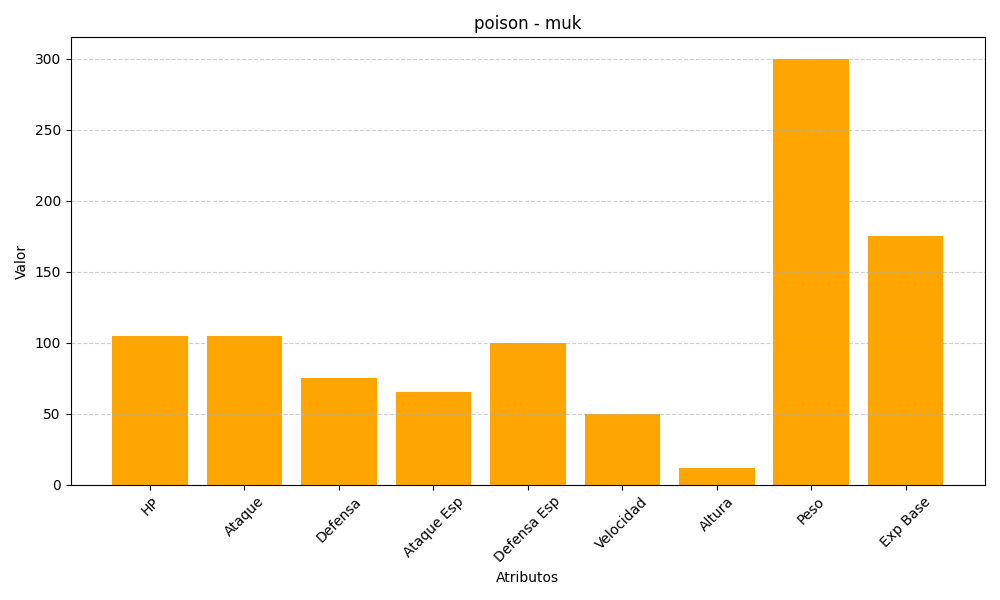 poison - muk
Valor
300
250
200
150
100
50
0
HP
Ataque
Defensa
Ataque Esp
Defensa Esp
Velocidad
Altura
Peso
Exp Base
Atributos